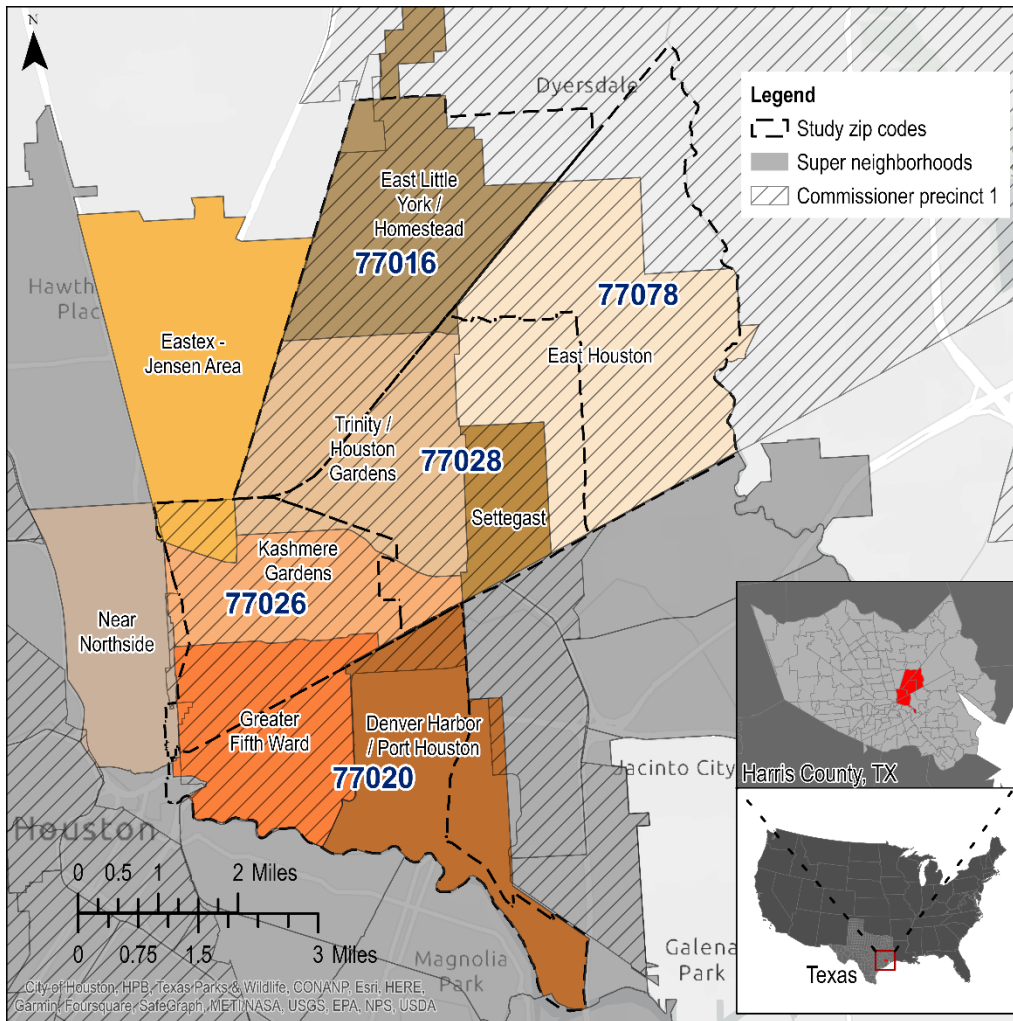 N
Dyersdale
Legend
Study zip codes
Super neighborhoods
Commissioner precinct 1
East Little
York /
Homestead
77016
Hawth
Plac
77078
Eastex -
Jensen Area
East Houston
Trinity /
Houston
Gardens
77028
Settegast
Kashmere
Gardens
77026
Near
Northside
Greater
Fifth Ward
Denver Harbor
/ Port Houston
77020
Jacinto City
Harris County, TX
Houston
0 0.5 1 2 Miles
0 0.75 1.5 3 Miles
Magnolia
Park
Galena
Park
Texas
City of Houston, HPB, Texas Parks & Wildlife, CONANP, Esri, HERE,
Garmin, Foursquare, SafeGraph, METI/NASA, USGS, EPA, NPS, USDA